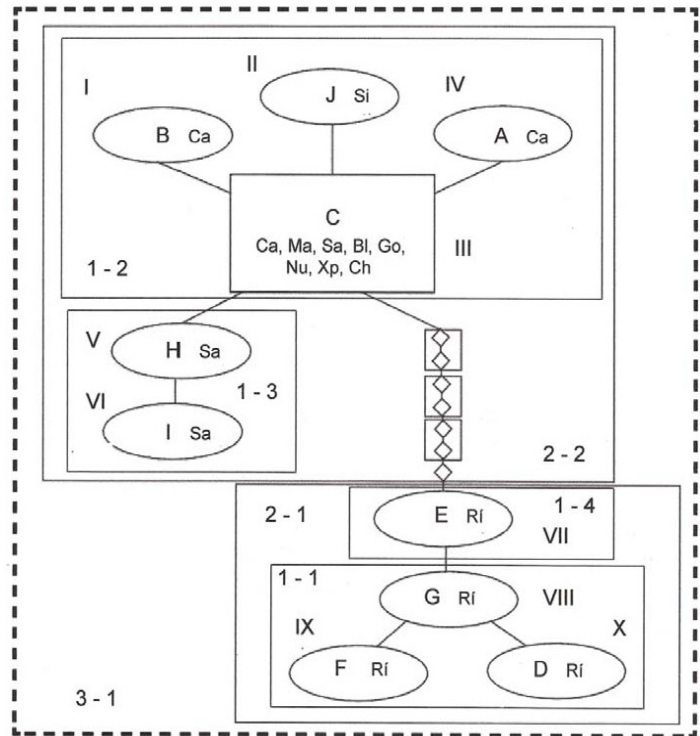 II
I
IV
J Si
B Ca
A Ca
C
Ca, Ma, Sa, Bl, Go,
Nu, Xp, Ch
III
1 - 2
V
H Sa
1 - 3
VI
I Sa
2 - 2
2 - 1
E Rí
1 - 4
VII
1 - 1
G Rí
VIII
IX
X
F Rí
D Rí
3 - 1